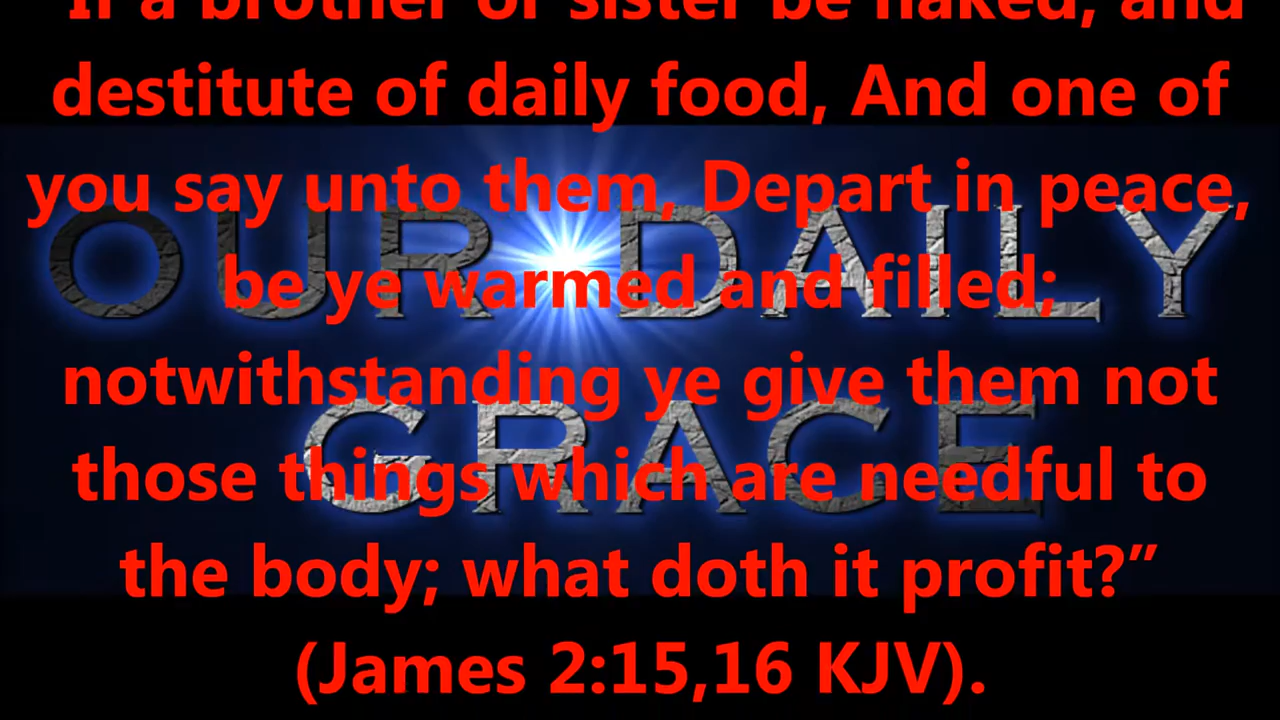 "If a brother or sister be naked, and
destitute of daily food, And one of
you say unto them, Depart in peace,
be ye warmed and filled;
notwithstanding ye give them not
those things which are needful to
the body; what doth it profit?”
(James 2:15,16 KJV).
OUR DAILY
GRACE